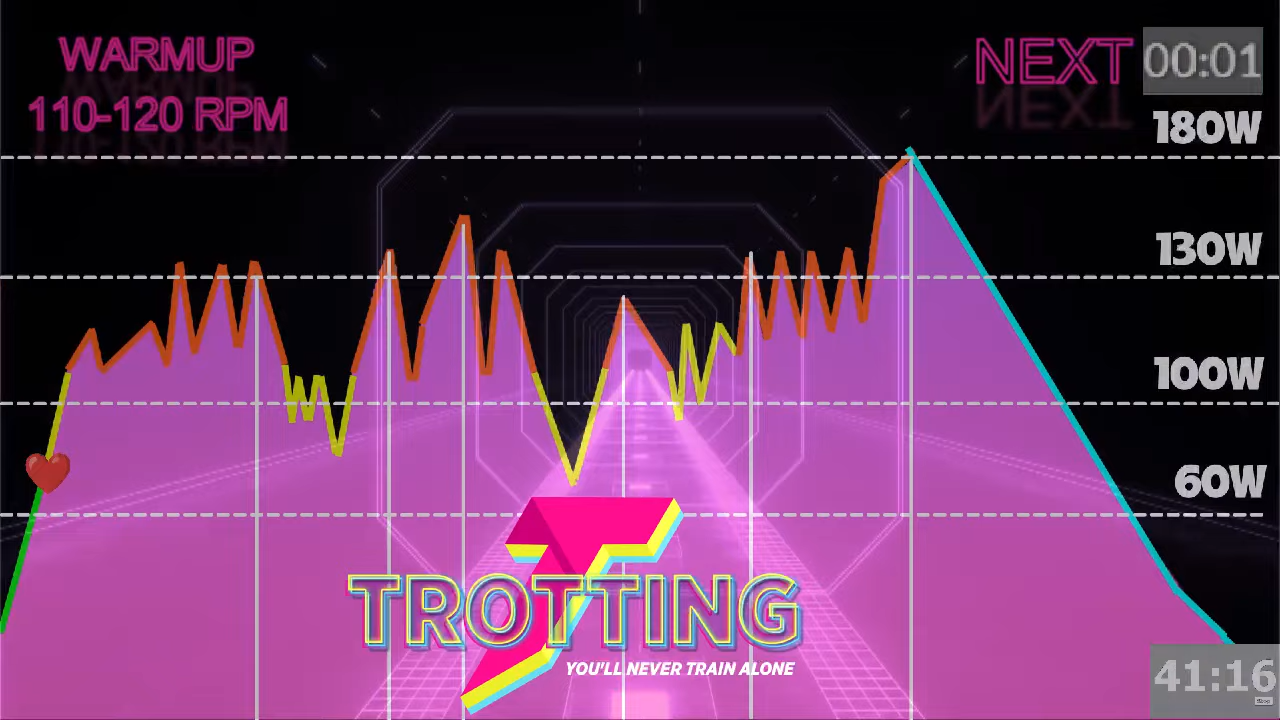 WARMUP
110-120 RPM
NEXT 00:01
180W
130W
100W
60W
TROTTING
YOU'LL NEVER TRAIN ALONE
41:16